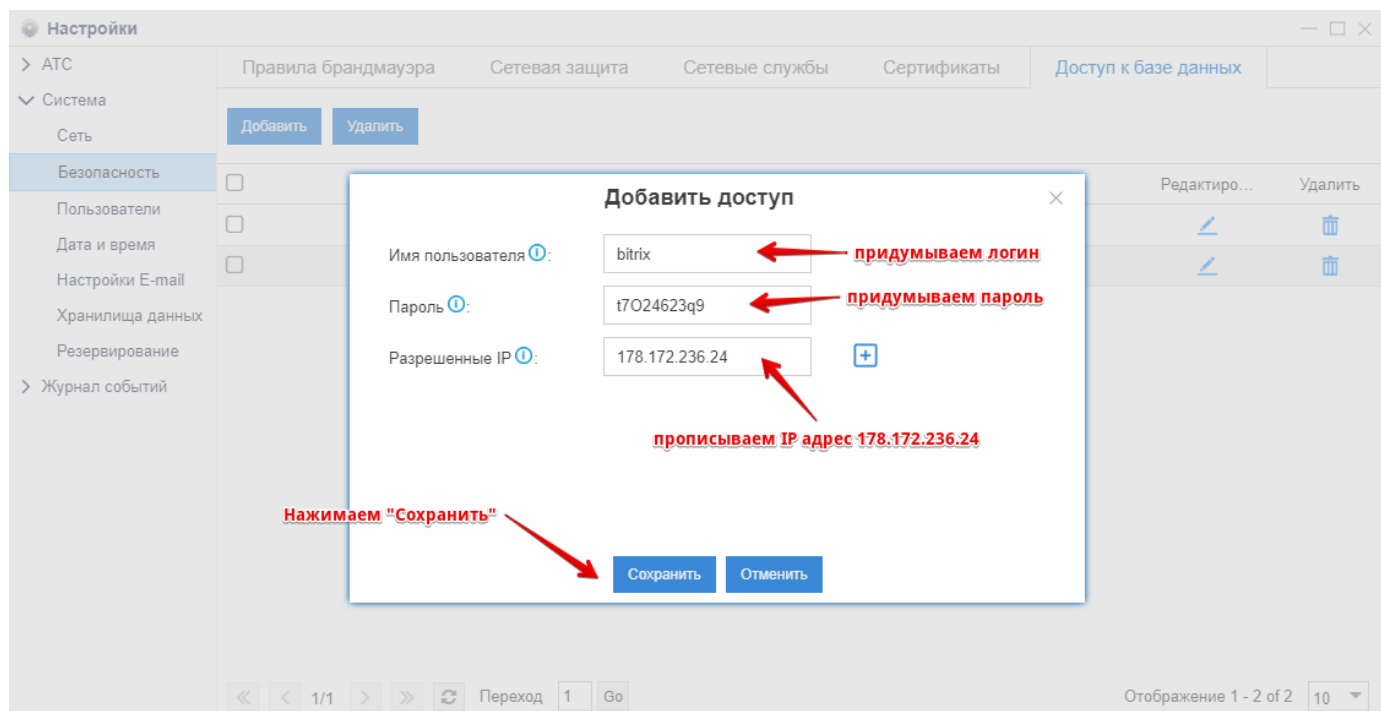 Настройки
АТС
Правила брандмауэра Сетевая защита Сетевые службы Сертификаты Доступ к базе данных
Система
Добавить Удалить
Сеть
Безопасность
Редактиро... Удалить
Добавить доступ
Пользователи
Дата и время
Имя пользователя : bitrix придумываем логин
Настройки E-mail
Пароль : t7O24623q9 придумываем пароль
Хранилища данных
Резервирование
Разрешенные IP : 178.172.236.24
Журнал событий
прописываем IP адрес 178.172.236.24
Нажимаем "Сохранить"
Сохранить Отменить
1/1 Переход 1 Go Отображение 1 - 2 of 2 10